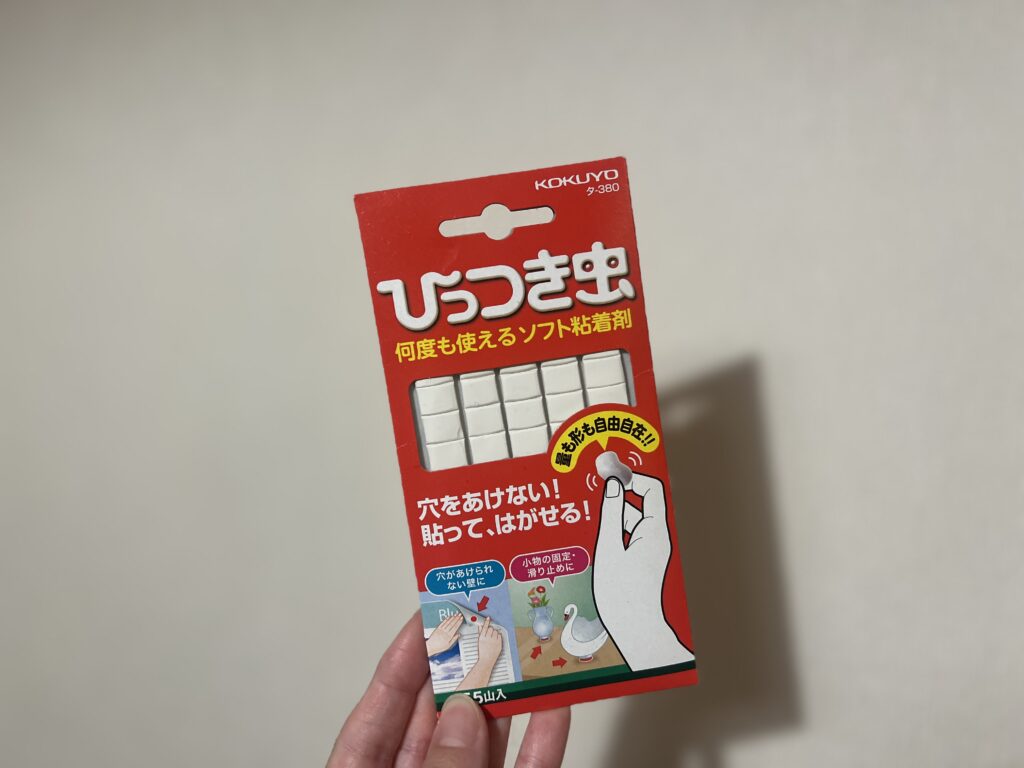 KOKUYO
タ-380
ひっつき虫
何度も使えるソフト粘着剤
量も形も自由自在!!
穴をあけない!
貼って、はがせる!
穴があけられ
ない壁に
小物の固定・
滑り止めに
5山入